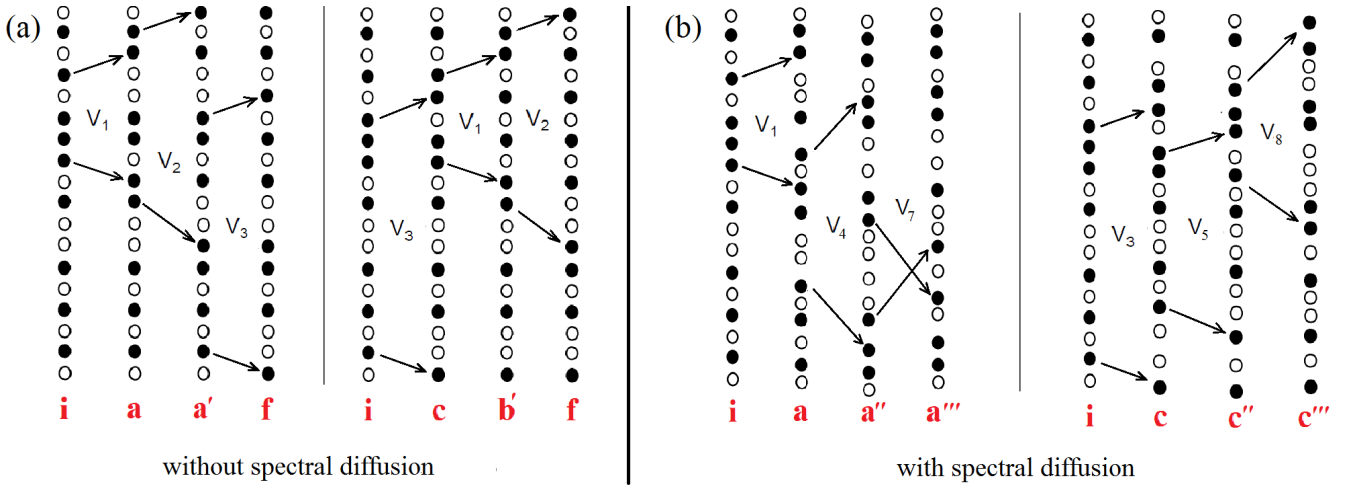 (a)
V₁
V₂
V₃
i a a′ f
V₃
V₁
V₂
i c b′ f
without spectral diffusion
(b)
V₁
V₄
V₇
i a a″ a‴
V₃
V₅
V₈
i c c″ c‴
with spectral diffusion